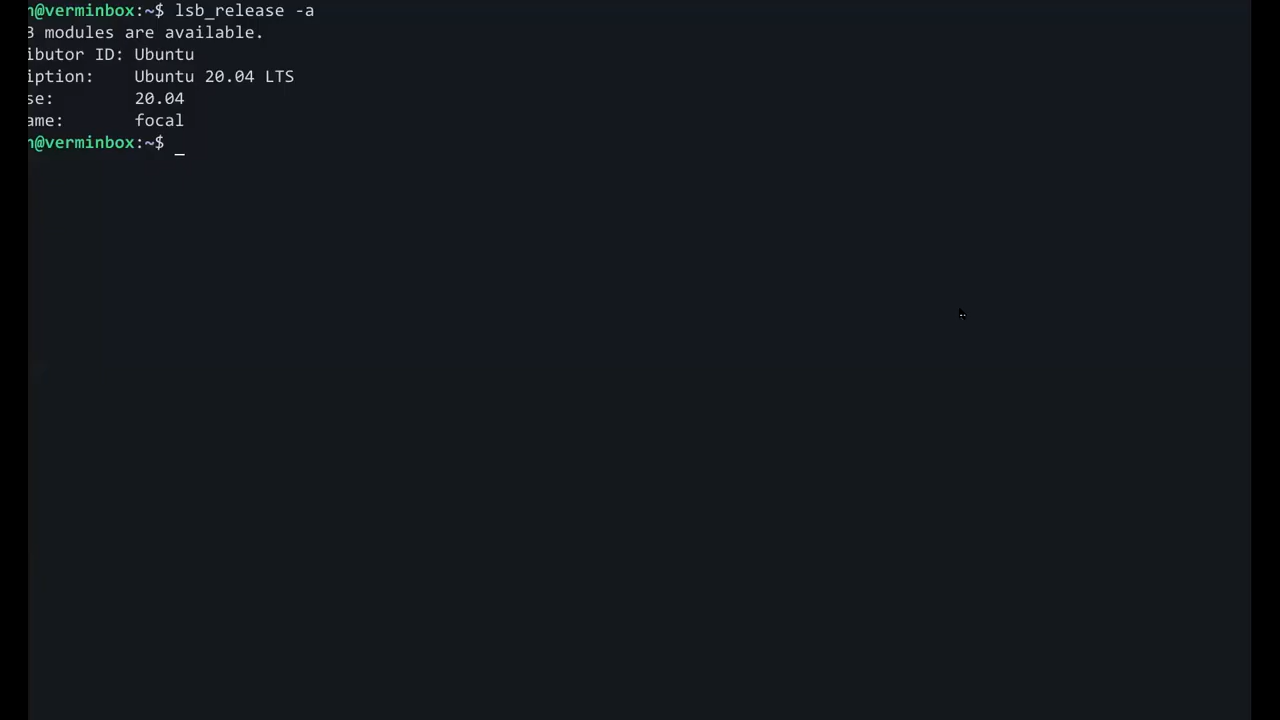 @verminbox:~$ lsb_release -a
modules are available.
ibutor ID: Ubuntu
iption: Ubuntu 20.04 LTS
se: 20.04
ame: focal
@verminbox:~$ _